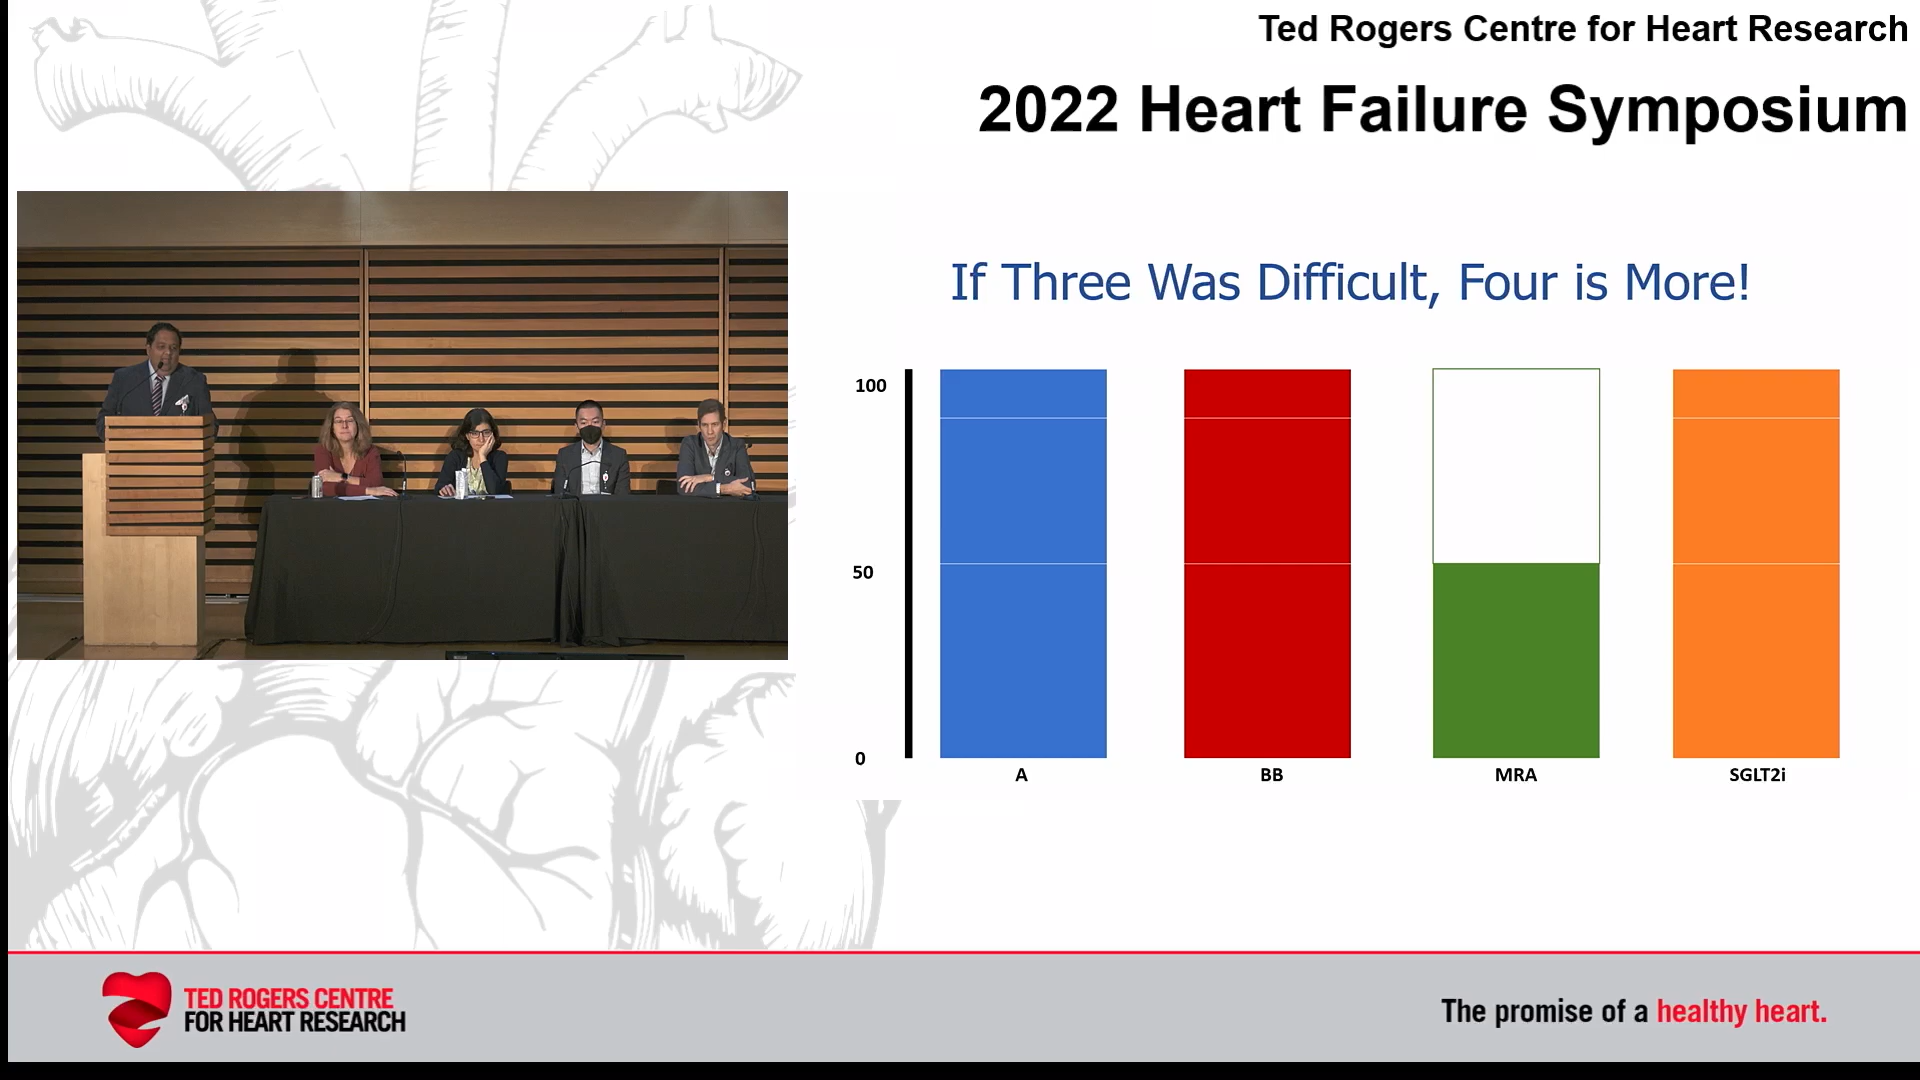 Ted Rogers Centre for Heart Research
2022 Heart Failure Symposium
If Three Was Difficult, Four is More!
100
50
0
A
BB
MRA
SGLT2i
TED ROGERS CENTRE
FOR HEART RESEARCH
The promise of a healthy heart.